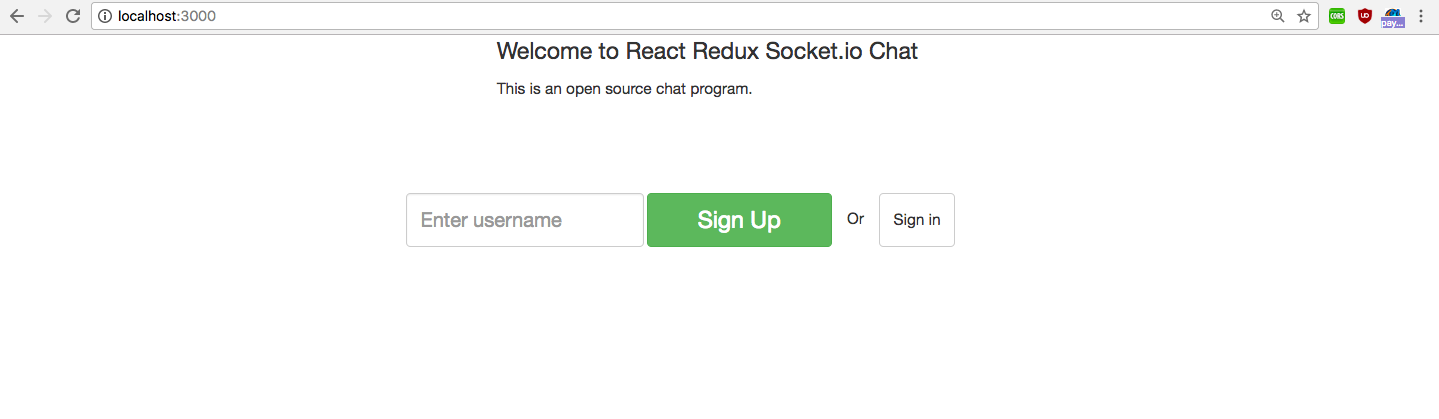 localhost:3000
CORS
UD
pay...
Welcome to React Redux Socket.io Chat
This is an open source chat program.
Enter username
Sign Up
Or
Sign in